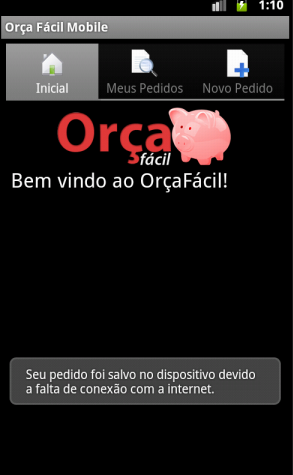 1:10
Orça Fácil Mobile
Inicial
Meus Pedidos
Novo Pedido
Orça
fácil
Bem vindo ao OrçaFácil!
Seu pedido foi salvo no dispositivo devido
a falta de conexão com a internet.